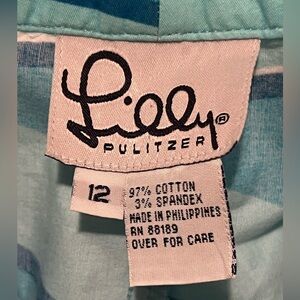 Lilly®
PULITZER
12
97% COTTON
3% SPANDEX
MADE IN PHILIPPINES
RN 88189
OVER FOR CARE